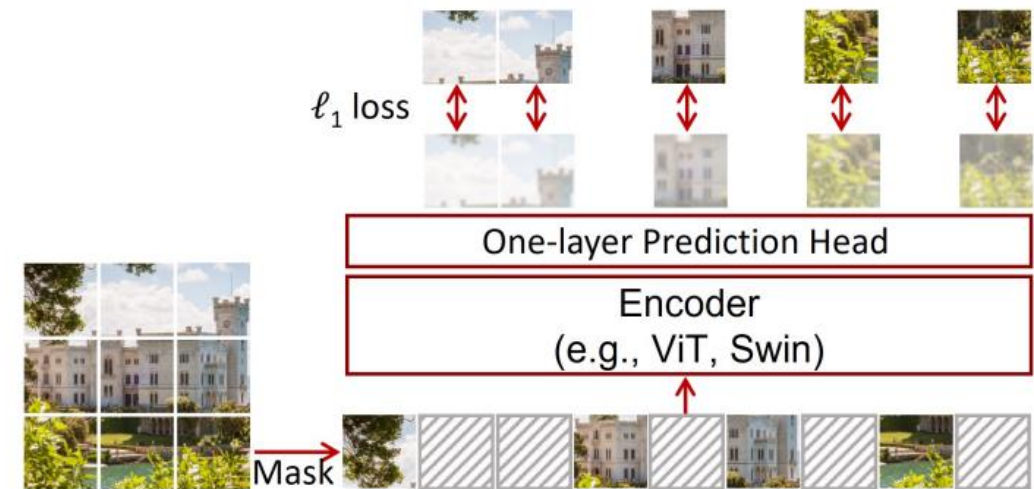 ℓ₁ loss
One-layer Prediction Head
Encoder
(e.g., ViT, Swin)
Mask